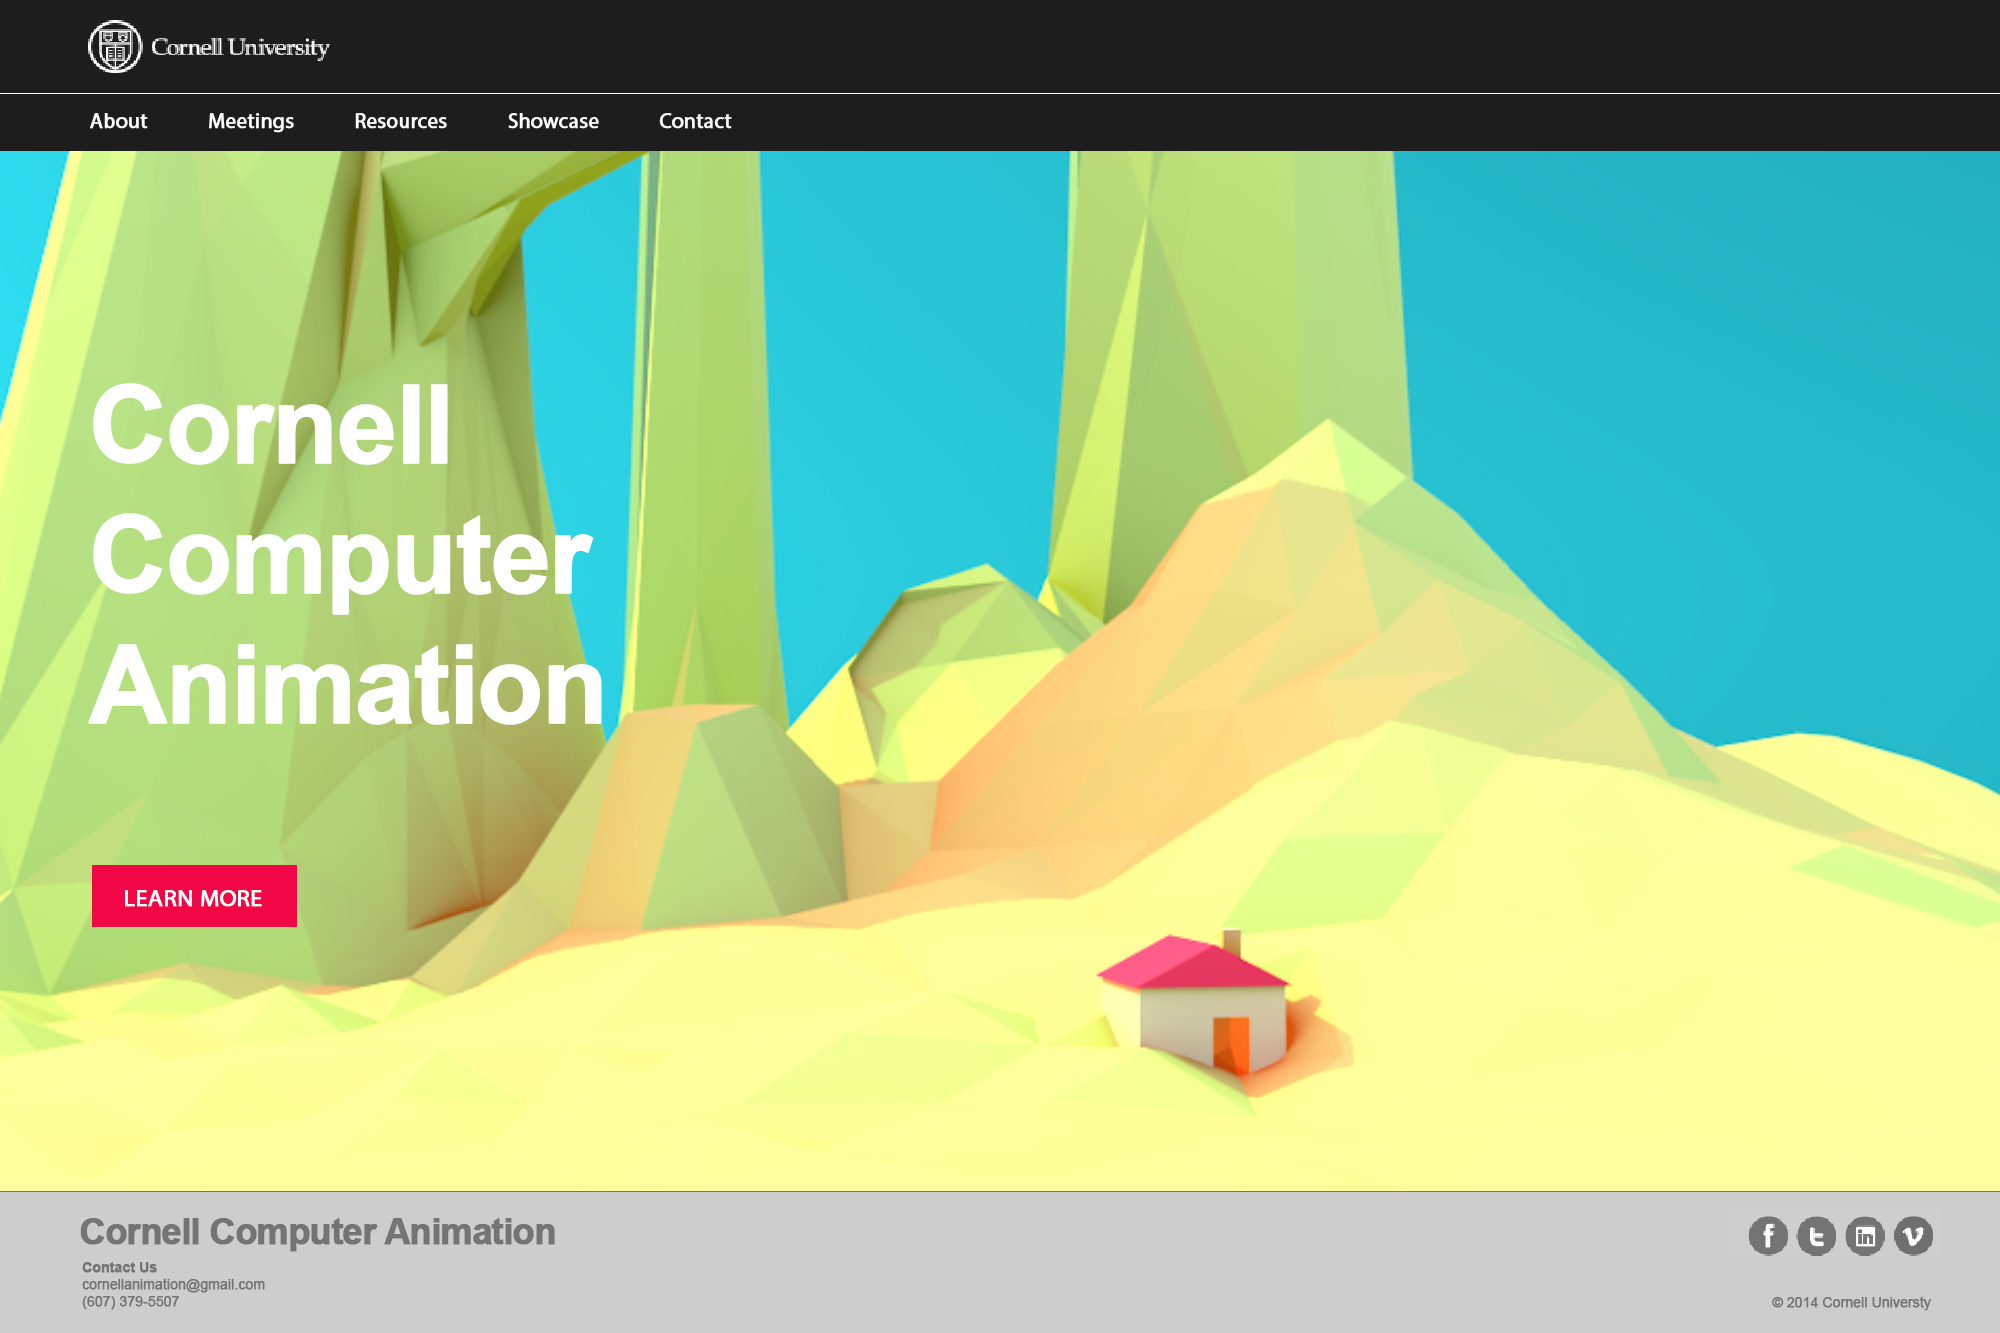 Cornell University
About Meetings Resources Showcase Contact
Cornell
Computer
Animation
LEARN MORE
Cornell Computer Animation
Contact Us
cornellanimation@gmail.com
(607) 379-5507
© 2014 Cornell Universty